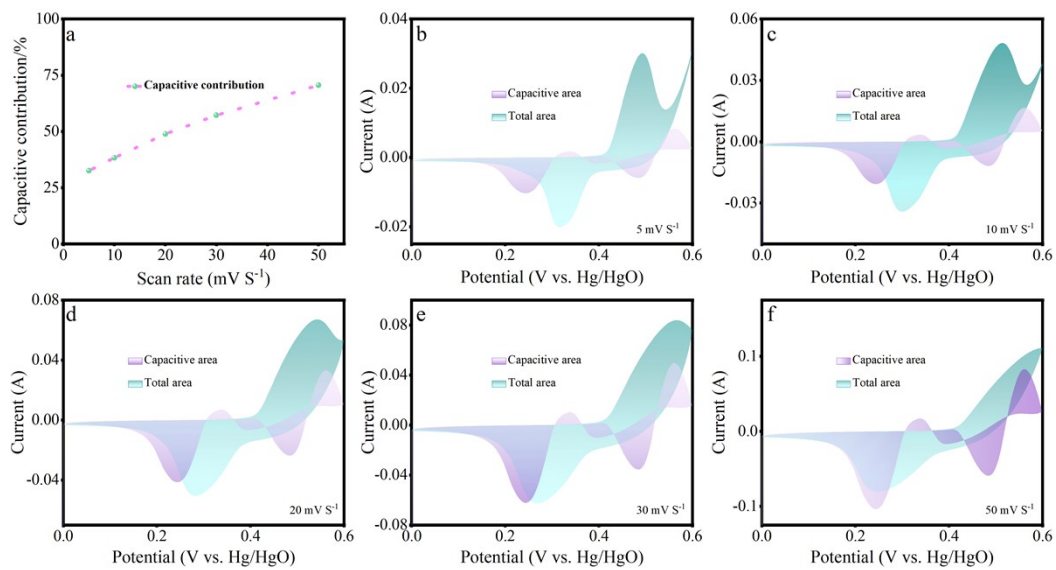 a
Capacitive contribution/%
100
75
50
25
0
Capacitive contribution
10
20
30
40
50
Scan rate (mV S⁻¹)
b
Current (A)
0.04
0.02
0.00
-0.02
Capacitive area
Total area
5 mV S⁻¹
0.0
0.2
0.4
0.6
Potential (V vs. Hg/HgO)
c
Current (A)
0.06
0.03
0.00
-0.03
Capacitive area
Total area
10 mV S⁻¹
0.0
0.1
0.2
0.3
0.4
0.5
0.6
Potential (V vs. Hg/HgO)
d
Current (A)
0.08
0.04
0.00
-0.04
Capacitive area
Total area
20 mV S⁻¹
0.0
0.2
0.4
0.6
Potential (V vs. Hg/HgO)
e
Current (A)
0.08
0.04
0.00
-0.04
-0.08
Capacitive area
Total area
30 mV S⁻¹
0.0
0.2
0.4
0.6
Potential (V vs. Hg/HgO)
f
Current (A)
0.1
0.0
-0.1
Capacitive area
Total area
50 mV S⁻¹
0.0
0.2
0.4
0.6
Potential (V vs. Hg/HgO)